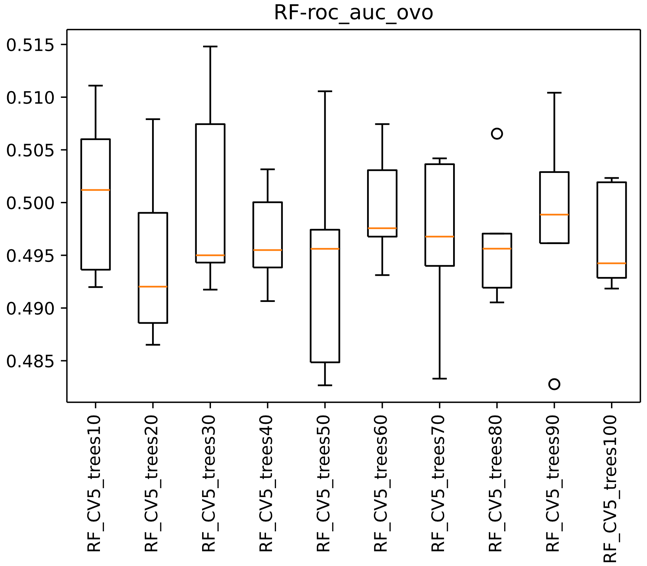 RF-roc_auc_ovo
0.515
0.510
0.505
0.500
0.495
0.490
0.485
RF_CV5_trees10
RF_CV5_trees20
RF_CV5_trees30
RF_CV5_trees40
RF_CV5_trees50
RF_CV5_trees60
RF_CV5_trees70
RF_CV5_trees80
RF_CV5_trees90
RF_CV5_trees100